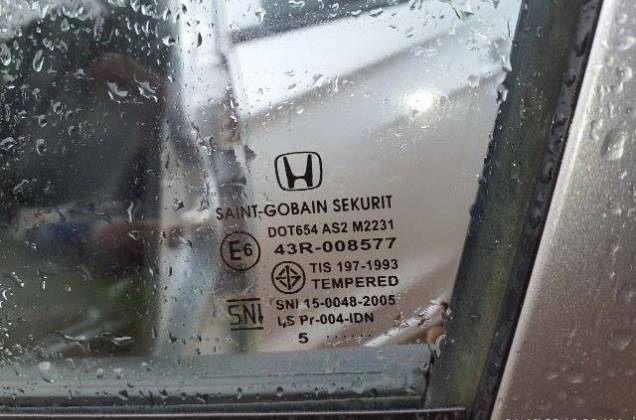 SAINT-GOBAIN SEKURIT
DOT654 AS2 M2231
E6 43R-008577
TIS 197-1993
TEMPERED
SNI SNI 15-0048-2005
LS Pr-004-IDN
5 ......